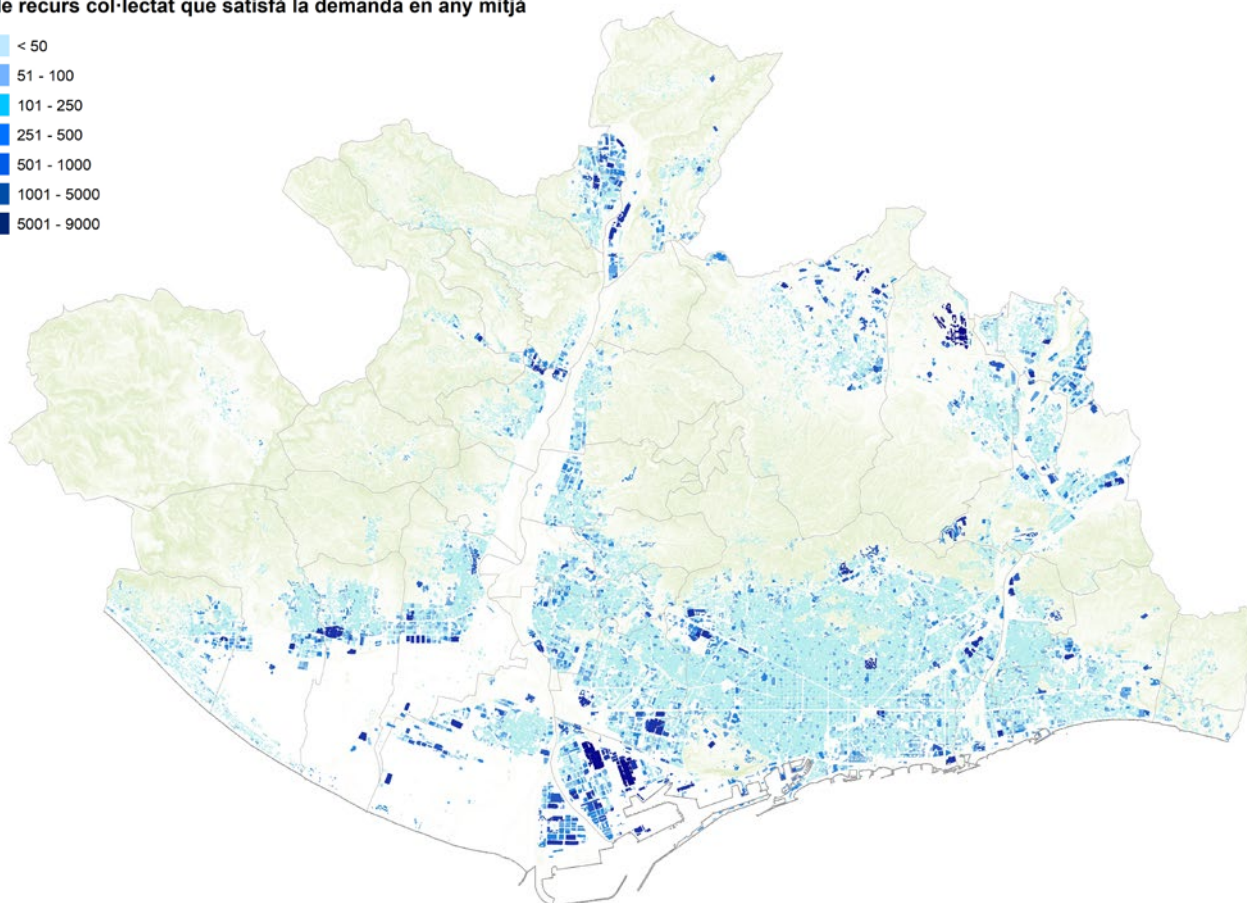 de recurs col·lectat que satisfà la demanda en any mitjà
< 50
51 - 100
101 - 250
251 - 500
501 - 1000
1001 - 5000
5001 - 9000